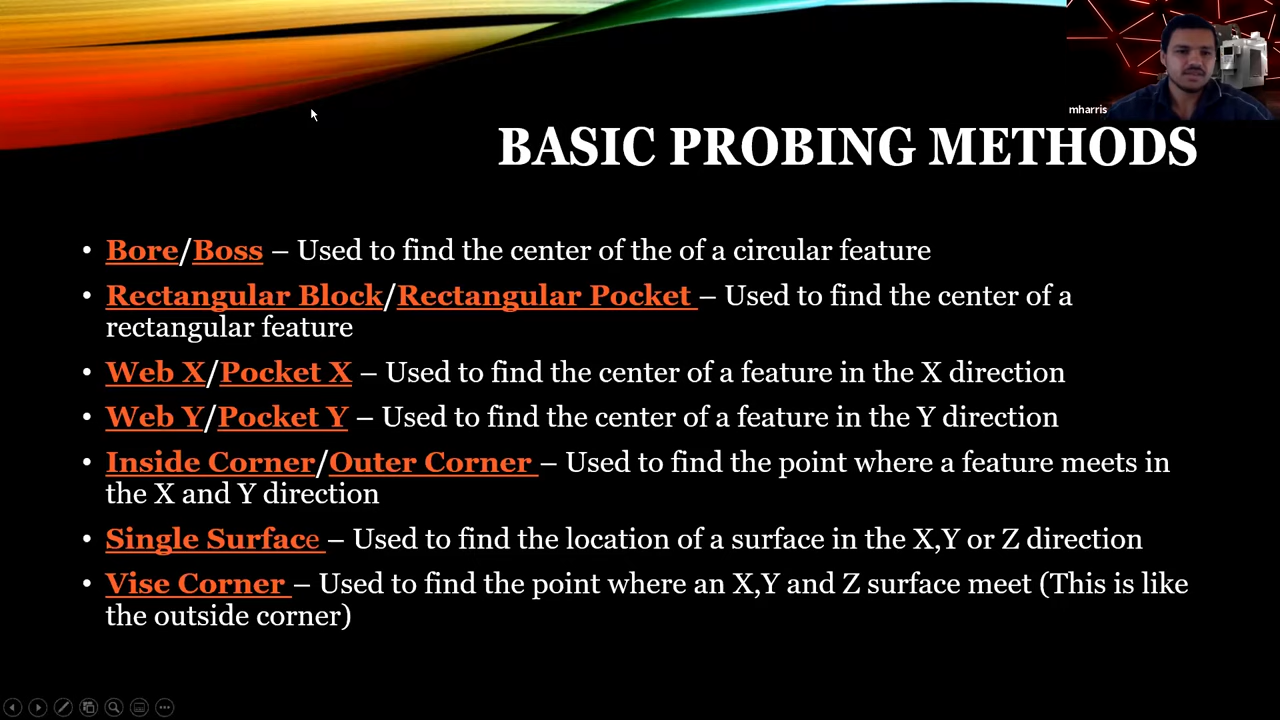 mharris
BASIC PROBING METHODS
• Bore/Boss – Used to find the center of the of a circular feature
• Rectangular Block/Rectangular Pocket – Used to find the center of a
rectangular feature
• Web X/Pocket X – Used to find the center of a feature in the X direction
• Web Y/Pocket Y – Used to find the center of a feature in the Y direction
• Inside Corner/Outer Corner – Used to find the point where a feature meets in
the X and Y direction
• Single Surface – Used to find the location of a surface in the X,Y or Z direction
• Vise Corner – Used to find the point where an X,Y and Z surface meet (This is like
the outside corner)